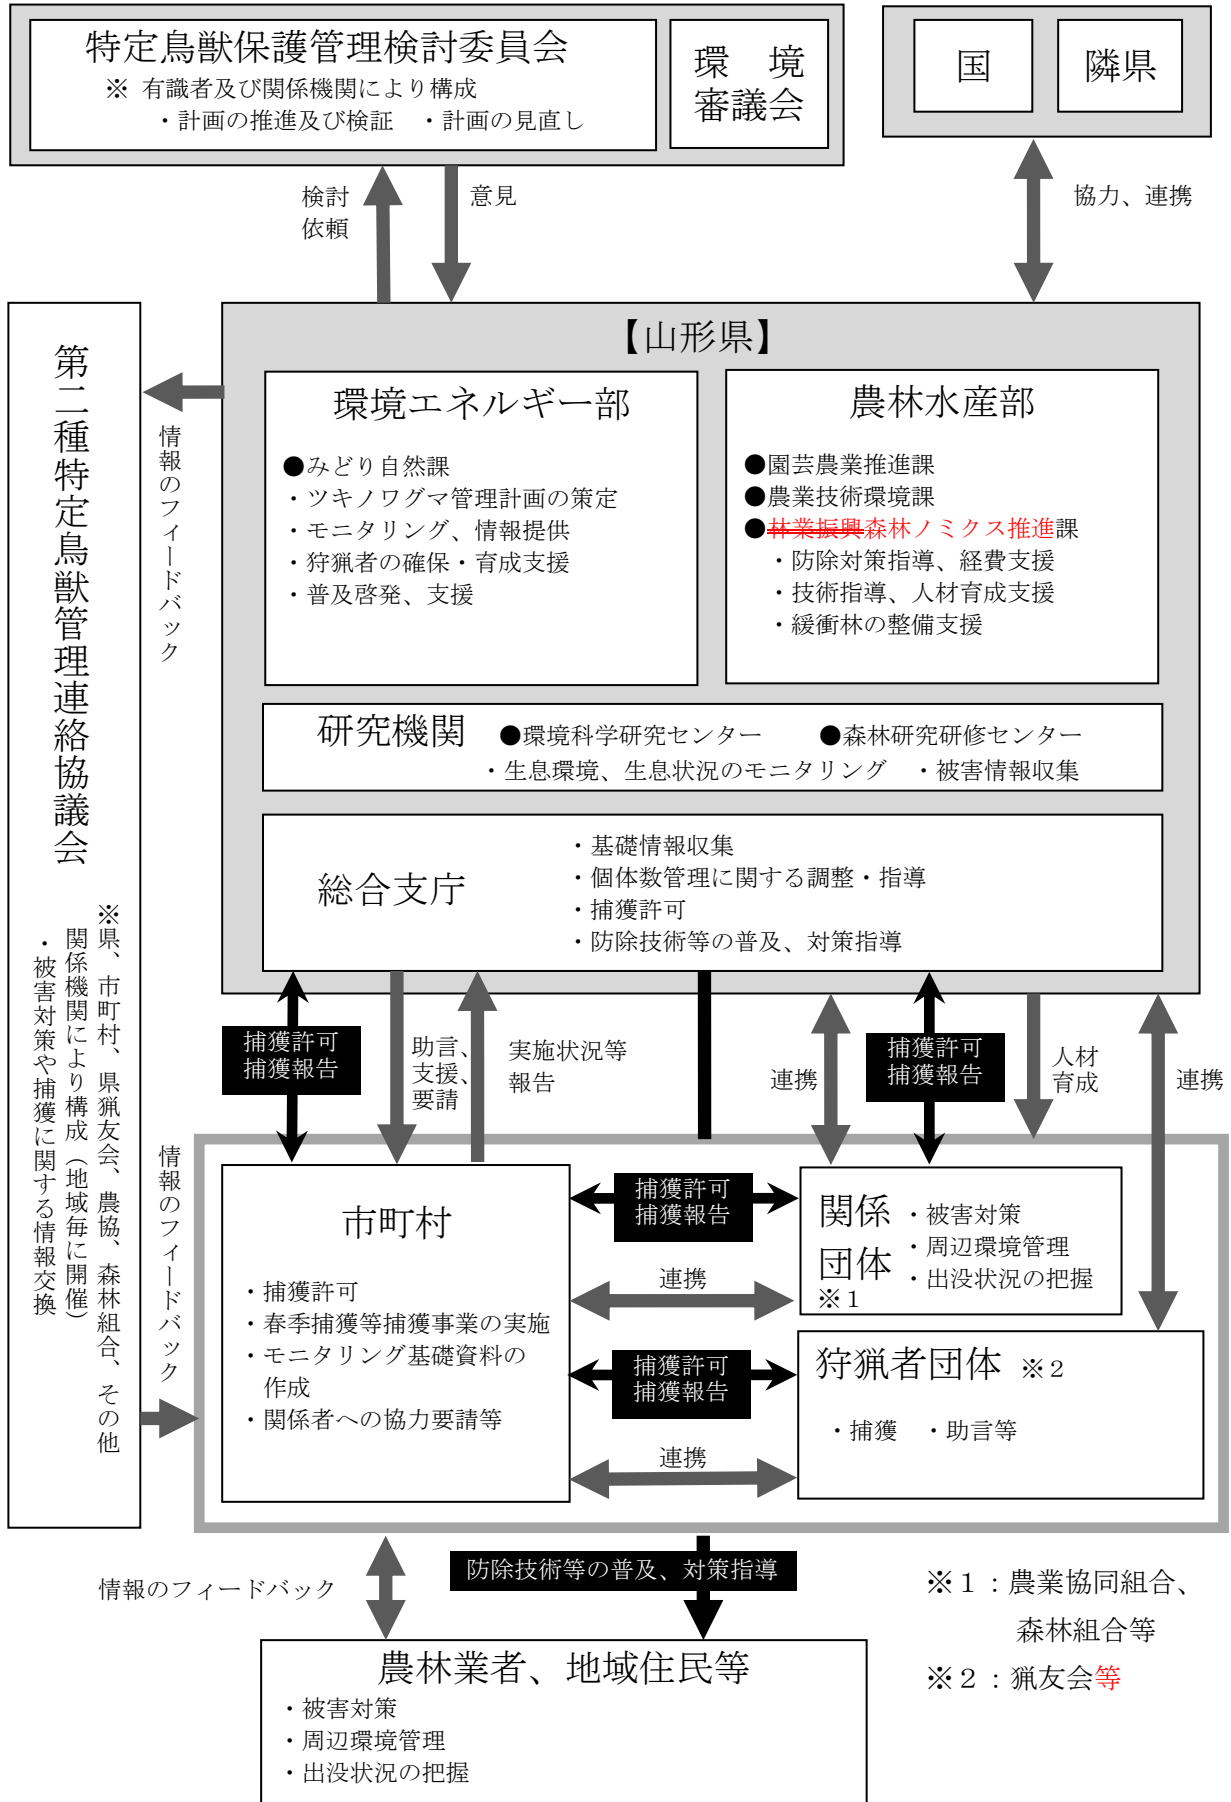 特定鳥獣保護管理検討委員会
※ 有識者及び関係機関により構成
・計画の推進及び検証　・計画の見直し
環　境
審議会
国
隣県
検討
依頼
意見
協力、連携
【山形県】
環境エネルギー部
●みどり自然課
・ツキノワグマ管理計画の策定
・モニタリング、情報提供
・狩猟者の確保・育成支援
・普及啓発、支援
農林水産部
●園芸農業推進課
●農業技術環境課
●林業振興森林ノミクス推進課
・防除対策指導、経費支援
・技術指導、人材育成支援
・緩衝林の整備支援
研究機関　●環境科学研究センター　●森林研究研修センター
・生息環境、生息状況のモニタリング　・被害情報収集
総合支庁
・基礎情報収集
・個体数管理に関する調整・指導
・捕獲許可
・防除技術等の普及、対策指導
第二種特定鳥獣管理連絡協議会
※県、市町村、県猟友会、農協、森林組合、その他
関係機関により構成（地域毎に開催）
・被害対策や捕獲に関する情報交換
情報のフィードバック
情報のフィードバック
捕獲許可
捕獲報告
助言、
支援、
要請
実施状況等
報告
連携
捕獲許可
捕獲報告
人材
育成
連携
市町村
・捕獲許可
・春季捕獲等捕獲事業の実施
・モニタリング基礎資料の
作成
・関係者への協力要請等
捕獲許可
捕獲報告
連携
捕獲許可
捕獲報告
連携
関係
団体
※１
・被害対策
・周辺環境管理
・出没状況の把握
狩猟者団体 ※２
・捕獲　・助言等
情報のフィードバック
防除技術等の普及、対策指導
農林業者、地域住民等
・被害対策
・周辺環境管理
・出没状況の把握
※１：農業協同組合、
森林組合等
※２：猟友会等